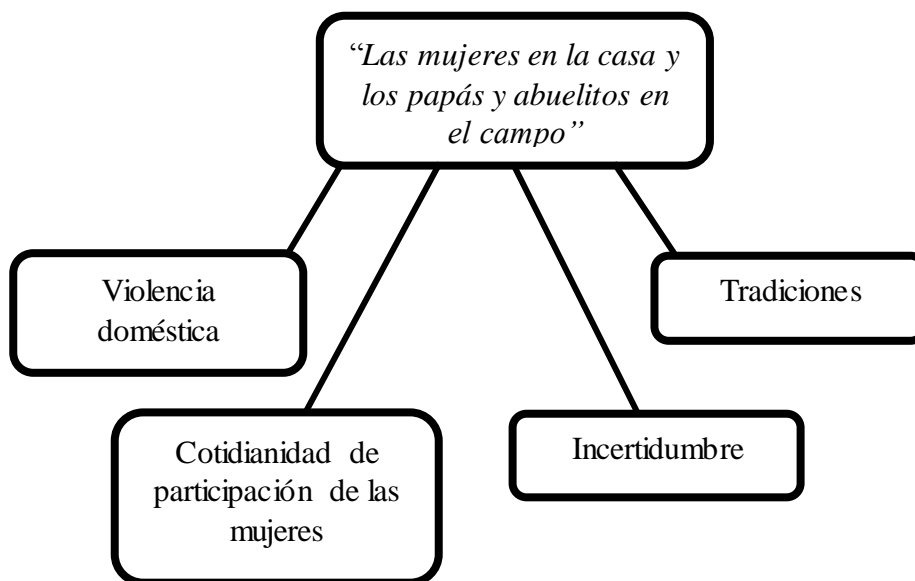 “Las mujeres en la casa y
los papás y abuelitos en
el campo”
Violencia
doméstica
Tradiciones
Cotidianidad de
participación de las
mujeres
Incertidumbre